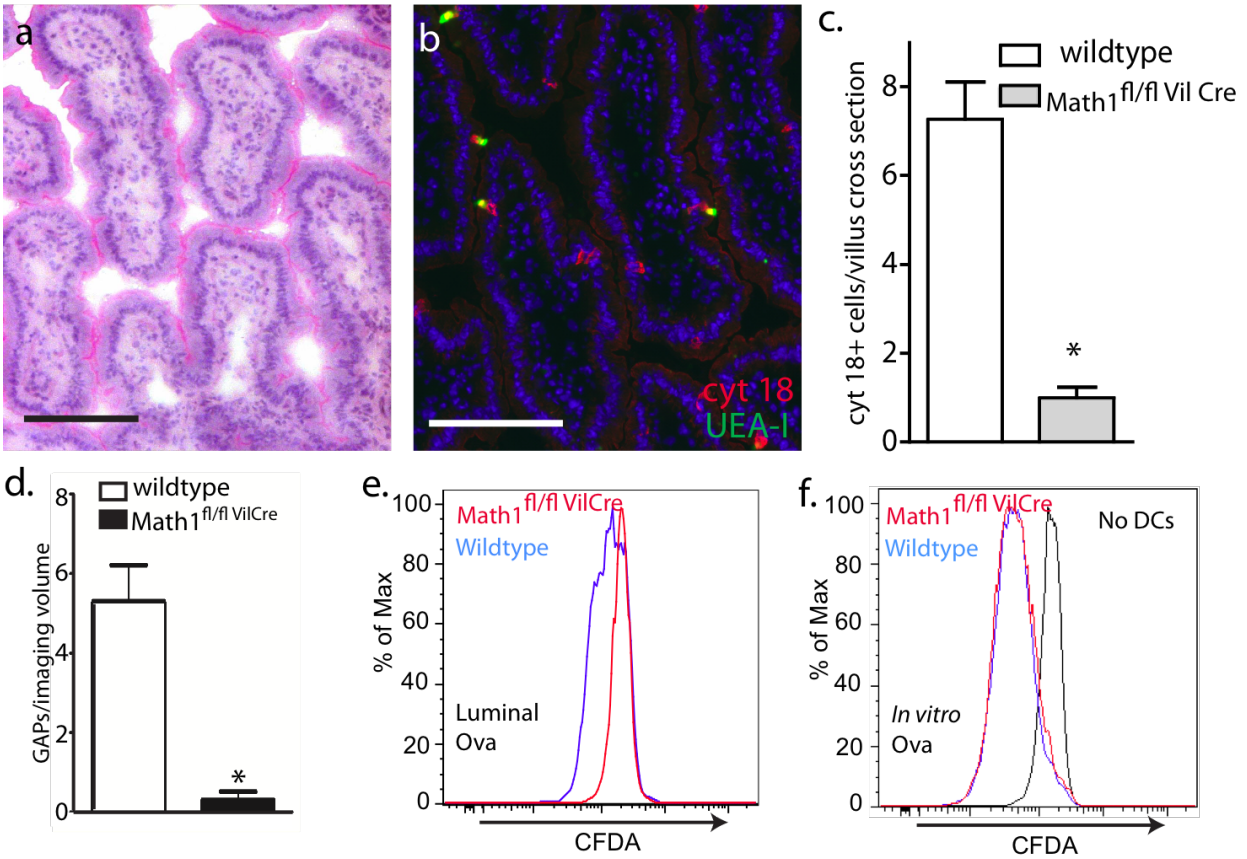 a
b
cyt 18
UEA-I
c.
wildtype
Math1fl/fl Vil Cre
cyt 18+ cells/villus cross section
8
6
4
2
0
*
d.
wildtype
Math1fl/fl VilCre
GAPs/imaging volume
8
6
4
2
0
*
e.
Math1fl/fl VilCre
Wildtype
% of Max
100
80
60
40
20
0
Luminal
Ova
CFDA
f.
Math1fl/fl VilCre
Wildtype
No DCs
% of Max
100
80
60
40
20
0
In vitro
Ova
CFDA